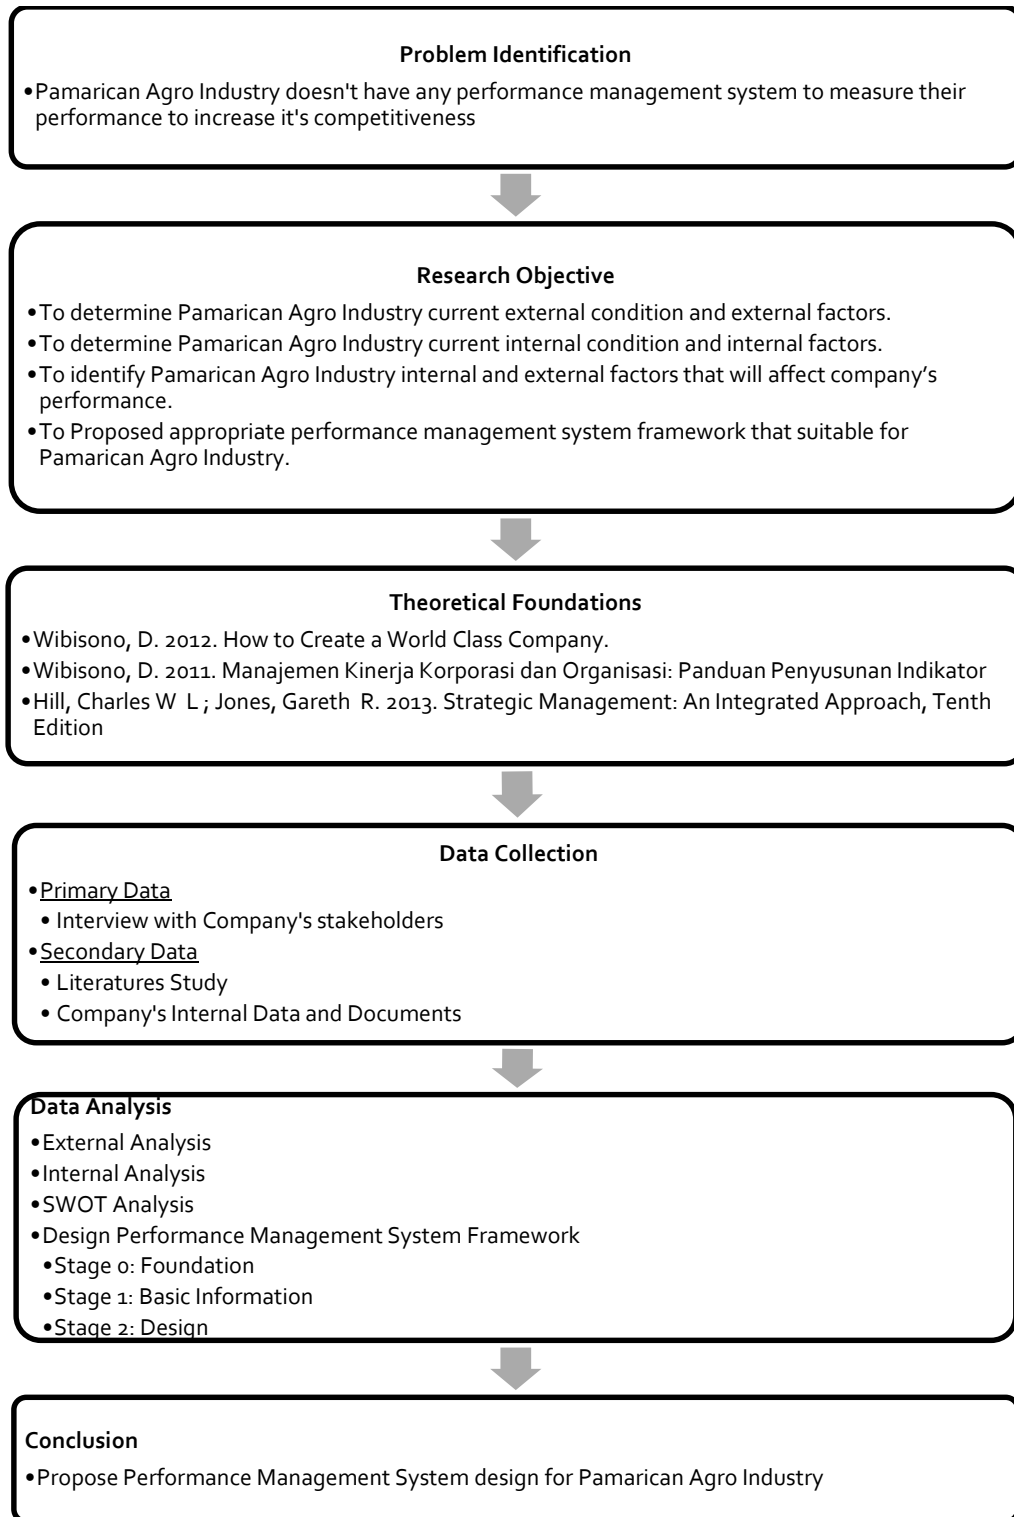 Problem Identification
•Pamarican Agro Industry doesn't have any performance management system to measure their
performance to increase it's competitiveness
Research Objective
•To determine Pamarican Agro Industry current external condition and external factors.
•To determine Pamarican Agro Industry current internal condition and internal factors.
•To identify Pamarican Agro Industry internal and external factors that will affect company’s
performance.
•To Proposed appropriate performance management system framework that suitable for
Pamarican Agro Industry.
Theoretical Foundations
•Wibisono, D. 2012. How to Create a World Class Company.
•Wibisono, D. 2011. Manajemen Kinerja Korporasi dan Organisasi: Panduan Penyusunan Indikator
•Hill, Charles W L ; Jones, Gareth R. 2013. Strategic Management: An Integrated Approach, Tenth
Edition
Data Collection
•Primary Data
• Interview with Company's stakeholders
•Secondary Data
• Literatures Study
• Company's Internal Data and Documents
Data Analysis
•External Analysis
•Internal Analysis
•SWOT Analysis
•Design Performance Management System Framework
•Stage 0: Foundation
•Stage 1: Basic Information
•Stage 2: Design
Conclusion
•Propose Performance Management System design for Pamarican Agro Industry